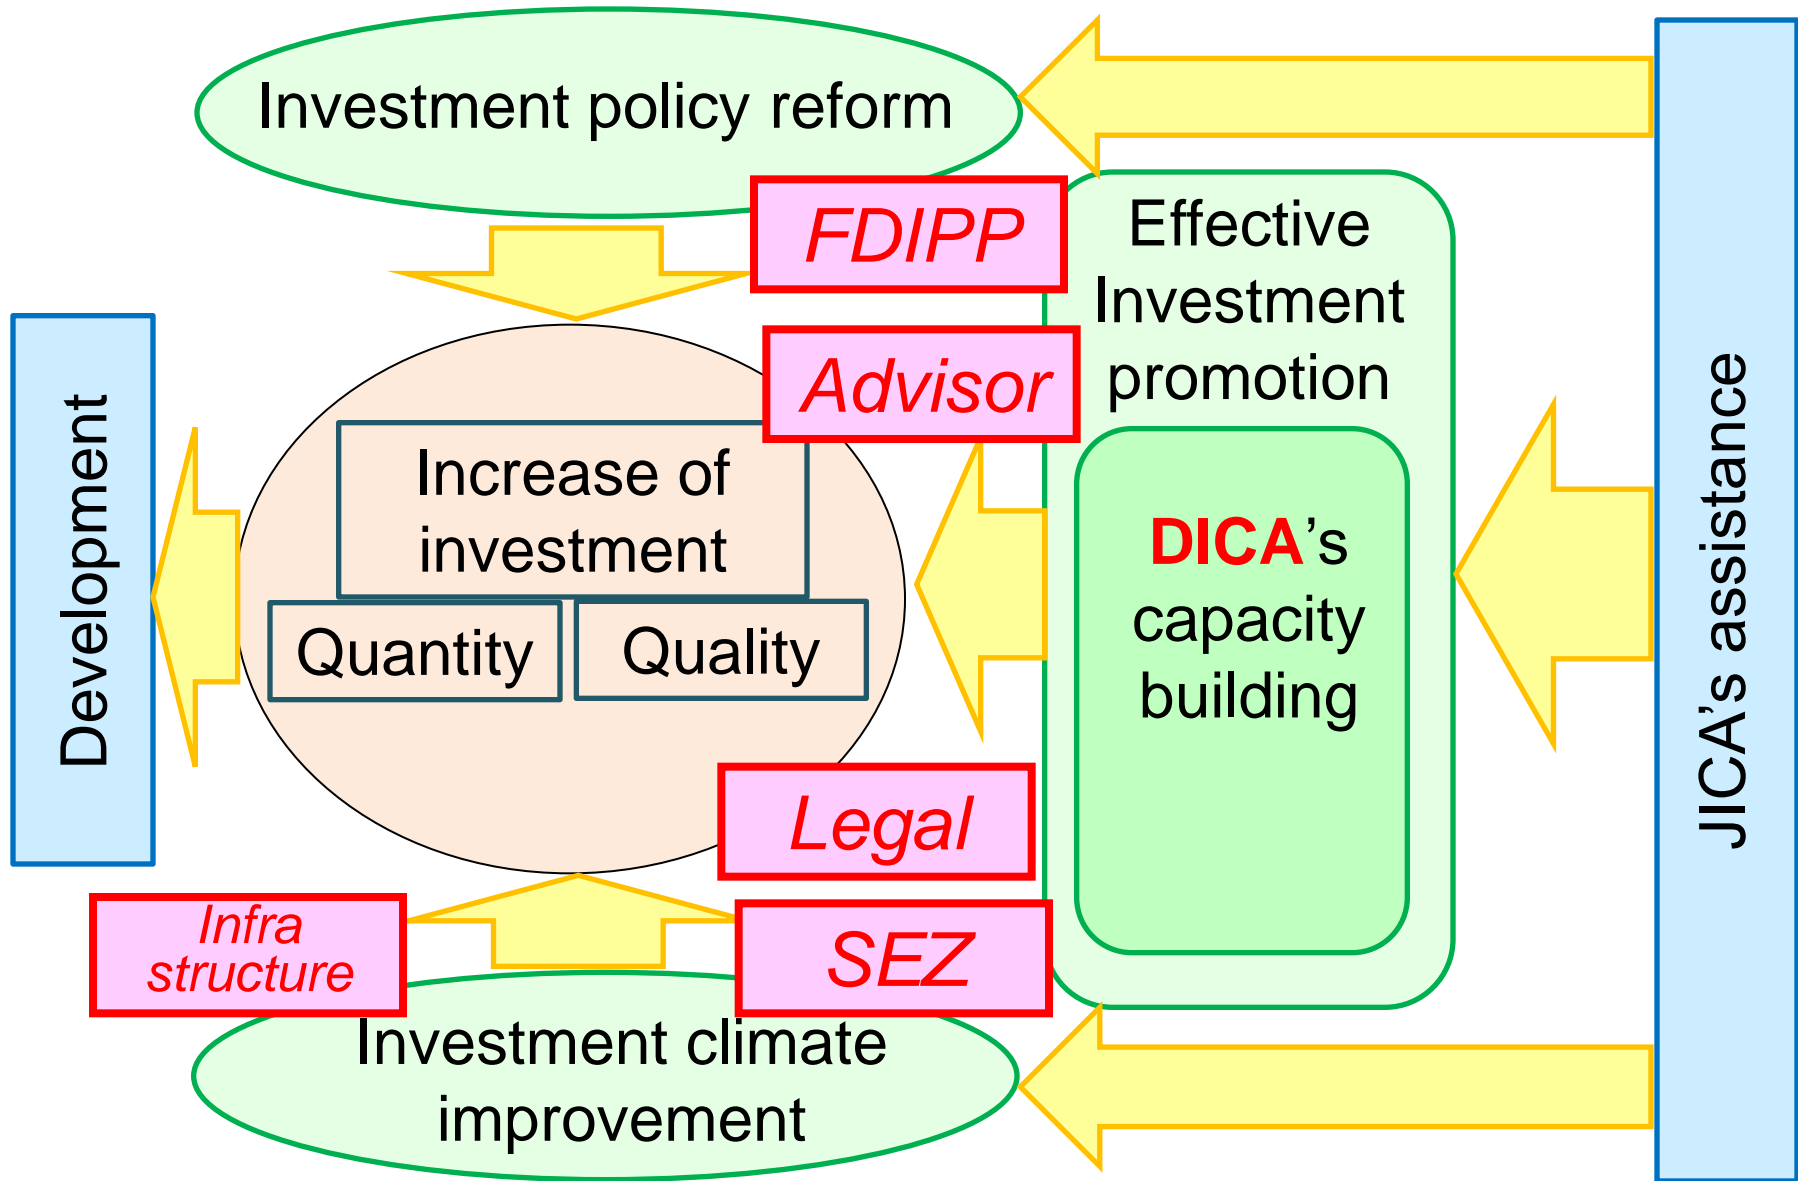 Investment policy reform
FDIPP
Effective
Investment
promotion
Advisor
Development
Increase of
investment
Quantity
Quality
DICA's
capacity
building
JICA's assistance
Legal
Infra
structure
SEZ
Investment climate
improvement